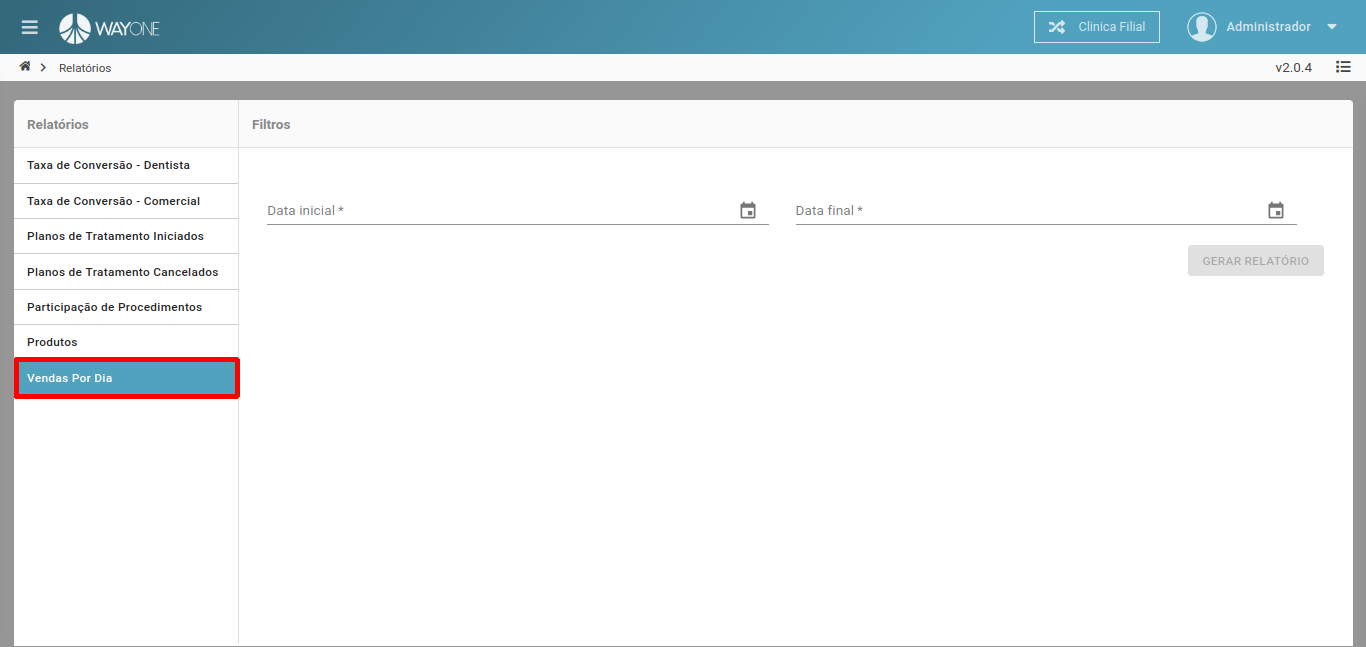 WAYONE
Clinica Filial
Administrador
Relatórios
v2.0.4
Relatórios
Filtros
Taxa de Conversão - Dentista
Taxa de Conversão - Comercial
Planos de Tratamento Iniciados
Planos de Tratamento Cancelados
Participação de Procedimentos
Produtos
Vendas Por Dia
Data inicial *
Data final *
GERAR RELATÓRIO